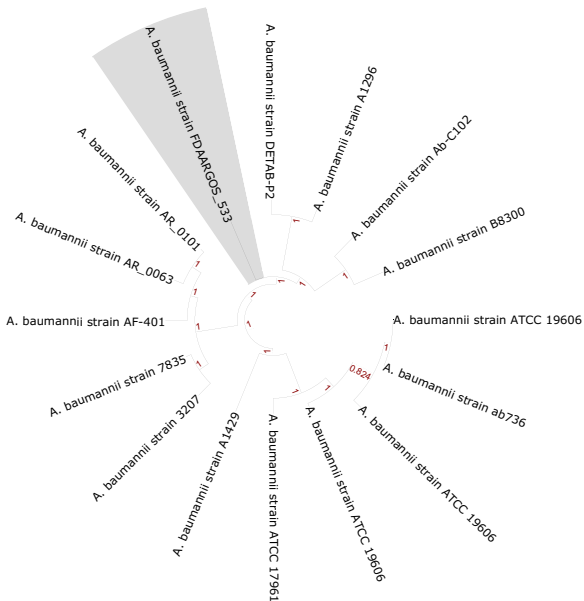 A. baumannii strain FDAARGOS_533
A. baumannii strain DETAB-P2
A. baumannii strain A1296
A. baumannii strain Ab-C102
A. baumannii strain B8300
A. baumannii strain ATCC 19606
A. baumannii strain ab736
A. baumannii strain ATCC 19606
A. baumannii strain ATCC 19606
A. baumannii strain ATCC 17961
A. baumannii strain A1429
A. baumannii strain 3207
A. baumannii strain 7835
A. baumannii strain AF-401
A. baumannii strain AR_0063
A. baumannii strain AR_0101
1
1
1
1
1
1
1
1
1
1
1
1
1
0.824
1